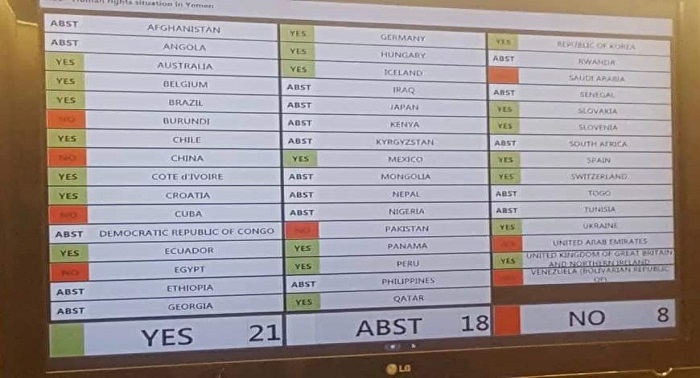 Human rights situation in Yemen
ABST AFGHANISTAN
ABST ANGOLA
YES AUSTRALIA
YES BELGIUM
YES BRAZIL
NO BURUNDI
YES CHILE
NO CHINA
YES COTE d'IVOIRE
YES CROATIA
NO CUBA
ABST DEMOCRATIC REPUBLIC OF CONGO
YES ECUADOR
NO EGYPT
ABST ETHIOPIA
ABST GEORGIA
YES GERMANY
YES HUNGARY
YES ICELAND
ABST IRAQ
ABST JAPAN
ABST KENYA
ABST KYRGYZSTAN
YES MEXICO
ABST MONGOLIA
ABST NEPAL
ABST NIGERIA
NO PAKISTAN
YES PANAMA
YES PERU
ABST PHILIPPINES
YES QATAR
YES REPUBLIC OF KOREA
ABST RWANDA
SAUDI ARABIA
ABST SENEGAL
YES SLOVAKIA
YES SLOVENIA
ABST SOUTH AFRICA
YES SPAIN
YES SWITZERLAND
ABST TOGO
ABST TUNISIA
YES UKRAINE
NO UNITED ARAB EMIRATES
YES UNITED KINGDOM OF GREAT BRITAIN
AND NORTHERN IRELAND
VENEZUELA (BOLIVARIAN REPUBLIC
OF)
YES 21
ABST 18
NO 8
LG